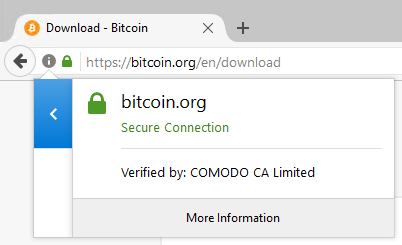 Download - Bitcoin
https://bitcoin.org/en/download
bitcoin.org
Secure Connection
Verified by: COMODO CA Limited
More Information